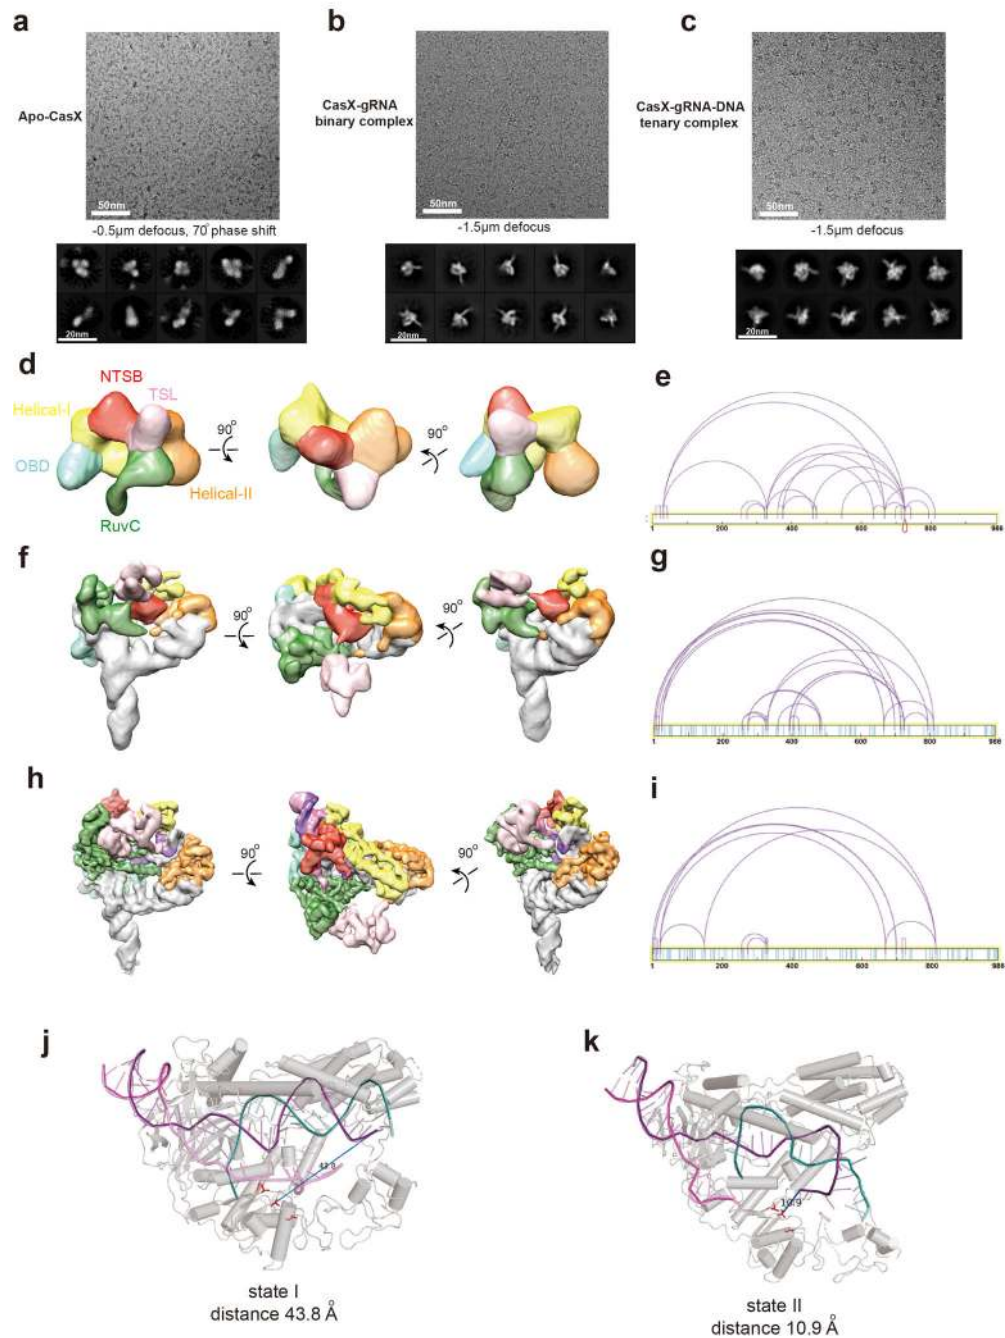 a
b
c
Apo-CasX
CasX-gRNA
binary complex
CasX-gRNA-DNA
tenary complex
50nm
50nm
50nm
-0.5µm defocus, 70° phase shift
-1.5µm defocus
-1.5µm defocus
20nm
20nm
20nm
d
e
NTSB
TSL
Helical-I
OBD
Helical-II
RuvC
90°
90°
1 200 400 600 800 986
f
g
90°
90°
1 200 400 600 800 986
h
i
90°
90°
1 200 400 600 800 986
j
k
43.8
10.9
state I
distance 43.8 Å
state II
distance 10.9 Å